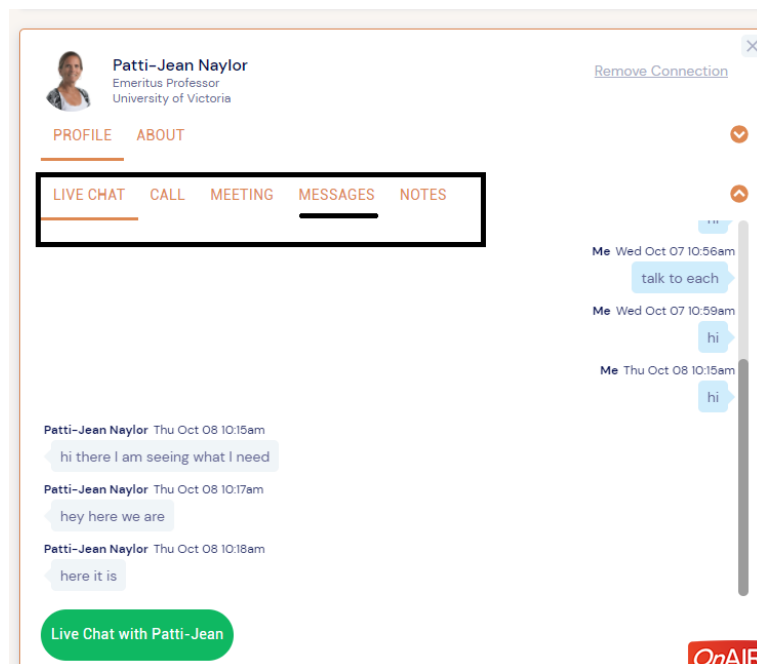 Patti-Jean Naylor
Emeritus Professor
University of Victoria
Remove Connection
PROFILE ABOUT
LIVE CHAT CALL MEETING MESSAGES NOTES
hi
Me Wed Oct 07 10:56am
talk to each
Me Wed Oct 07 10:59am
hi
Me Thu Oct 08 10:15am
hi
Patti-Jean Naylor Thu Oct 08 10:15am
hi there I am seeing what I need
Patti-Jean Naylor Thu Oct 08 10:17am
hey here we are
Patti-Jean Naylor Thu Oct 08 10:18am
here it is
Live Chat with Patti-Jean
OnAIR